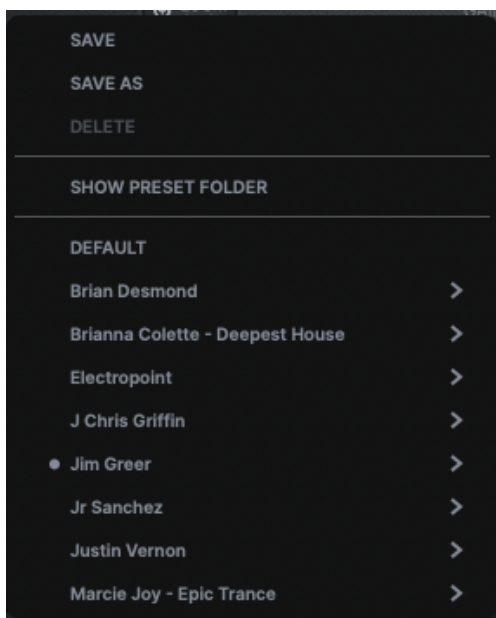 SAVE
SAVE AS
DELETE
SHOW PRESET FOLDER
DEFAULT
Brian Desmond
Brianna Colette - Deepest House
Electropoint
J Chris Griffin
Jim Greer
Jr Sanchez
Justin Vernon
Marcie Joy - Epic Trance